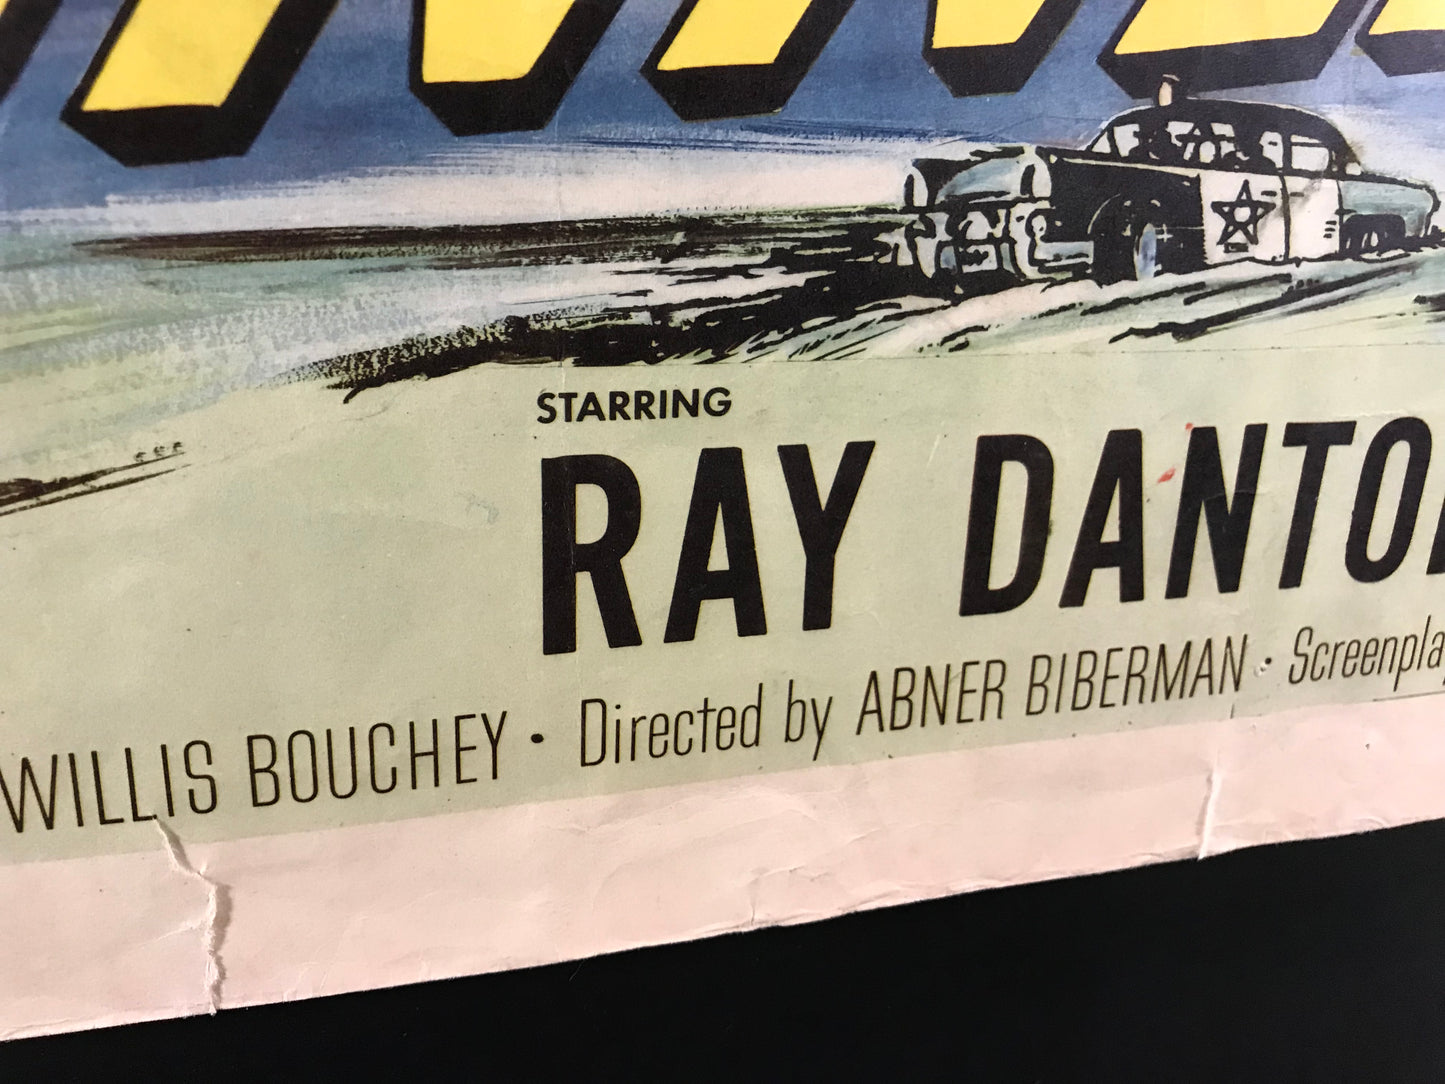 STARRING
RAY DANTO
WILLIS BOUCHEY · Directed by ABNER BIBERMAN · Screenpla